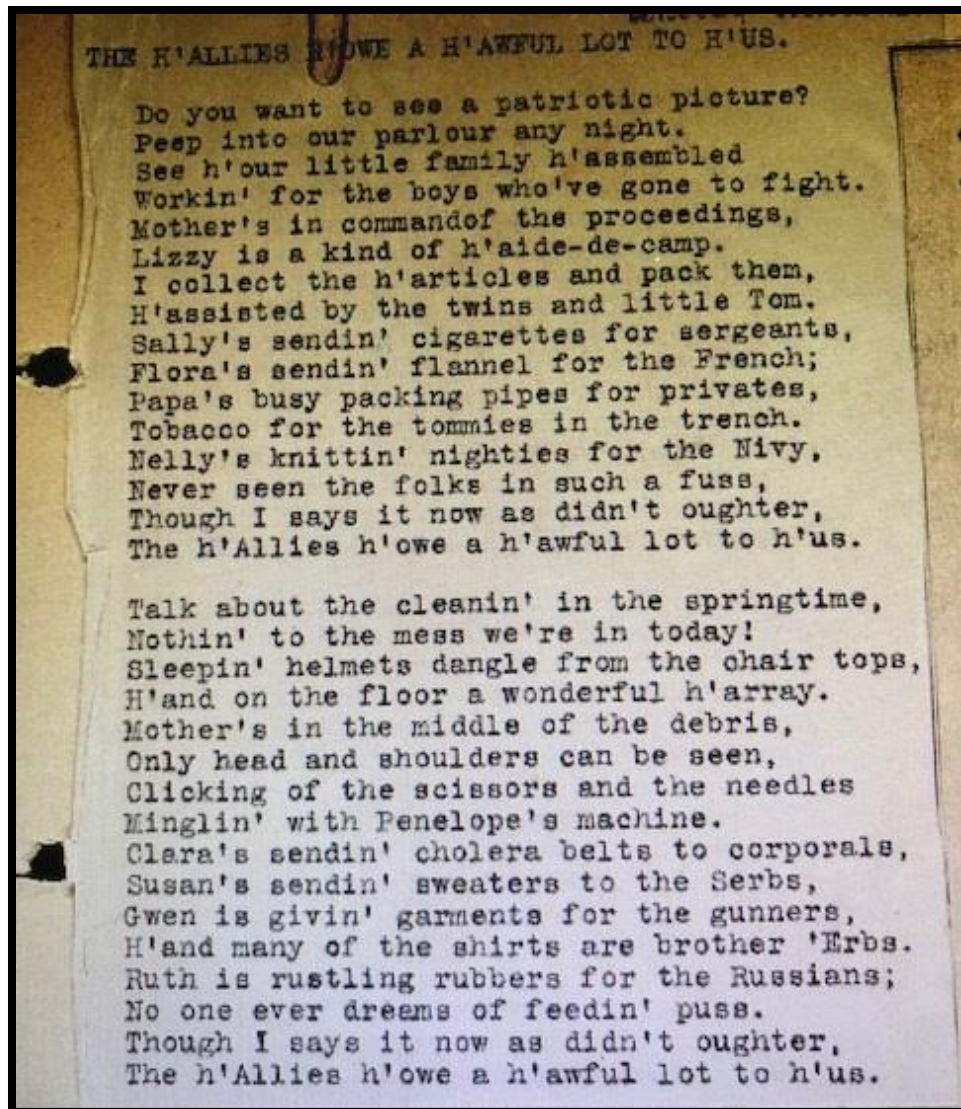 THE H'ALLIES H'OWE A H'AWFUL LOT TO H'US.
Do you want to see a patriotic picture?
Peep into our parlour any night.
See h'our little family h'assembled
Workin' for the boys who've gone to fight.
Mother's in commandof the proceedings,
Lizzy is a kind of h'aide-de-camp.
I collect the h'articles and pack them,
H'assisted by the twins and little Tom.
Sally's sendin' cigarettes for sergeants,
Flora's sendin' flannel for the French;
Papa's busy packing pipes for privates,
Tobacco for the tommies in the trench.
Nelly's knittin' nighties for the Nivy,
Never seen the folks in such a fuss,
Though I says it now as didn't oughter,
The h'Allies h'owe a h'awful lot to h'us.
Talk about the cleanin' in the springtime,
Nothin' to the mess we're in today!
Sleepin' helmets dangle from the chair tops,
H'and on the floor a wonderful h'array.
Mother's in the middle of the debris,
Only head and shoulders can be seen,
Clicking of the scissors and the needles
Minglin' with Penelope's machine.
Clara's sendin' cholera belts to corporals,
Susan's sendin' sweaters to the Serbs,
Gwen is givin' garments for the gunners,
H'and many of the shirts are brother 'Erbs.
Ruth is rustling rubbers for the Russians;
No one ever dreams of feedin' puss.
Though I says it now as didn't oughter,
The h'Allies h'owe a h'awful lot to h'us.